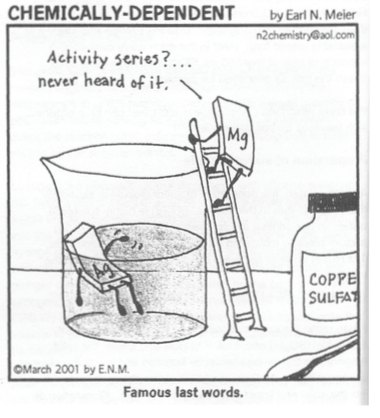 CHEMICALLY-DEPENDENT
by Earl N. Meier
n2chemistry@aol.com
Activity series?...
never heard of it.
Mg
Ag
COPPE
SULFAT
©March 2001 by E.N.M.
Famous last words.